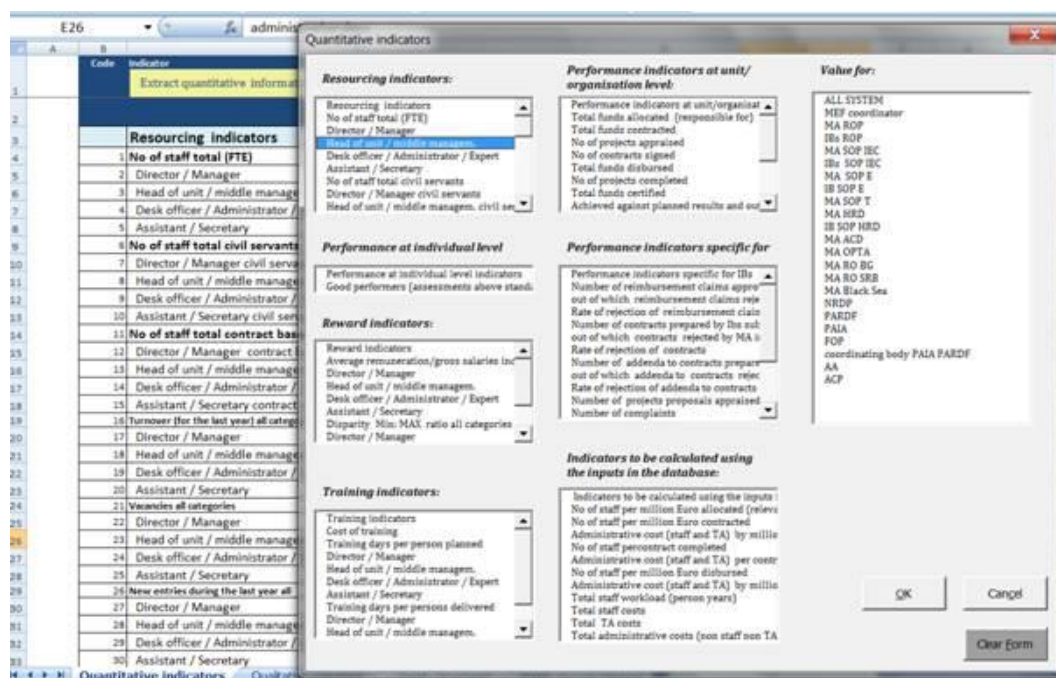 E26
adminis
A
B
Code Indicator
Extract quantitative informat
Resourcing indicators
1 No of staff total (FTE)
2 Director / Manager
3 Head of unit / middle manage
4 Desk officer / Administrator /
5 Assistant / Secretary
6 No of staff total civil servants
7 Director / Manager civil serva
8 Head of unit / middle manage
9 Desk officer / Administrator /
10 Assistant / Secretary civil serv
11 No of staff total contract bas
12 Director / Manager contract
13 Head of unit / middle manage
14 Desk officer / Administrator /
15 Assistant / Secretary contract
16 Turnover (for the last year) all catego
17 Director / Manager
18 Head of unit / middle manage
19 Desk officer / Administrator /
20 Assistant / Secretary
21 Vacancies all categories
22 Director / Manager
23 Head of unit / middle manage
24 Desk officer / Administrator /
25 Assistant / Secretary
26 New entries during the last year all
27 Director / Manager
28 Head of unit / middle manage
29 Desk officer / Administrator /
30 Assistant / Secretary
Quantitative indicators
Quantitative indicators
Resourcing indicators:
Resourcing indicators
No of staff total (FTE)
Director / Manager
Head of unit / middle managem.
Desk officer / Administrator / Expert
Assistant / Secretary
No of staff total civil servants
Director / Manager civil servants
Head of unit / middle managem. civil ser
Performance at individual level
Performance at individual level indicators
Good performers (assessments above stand
Reward indicators:
Reward indicators
Average remuneration/gross salaries inc
Director / Manager
Head of unit / middle managem.
Desk officer / Administrator / Expert
Assistant / Secretary
Disparity Min: MAX ratio all categories
Director / Manager
Training indicators:
Training indicators
Cost of training
Training days per person planned
Director / Manager
Head of unit / middle managem.
Desk officer / Administrator / Expert
Assistant / Secretary
Training days per persons delivered
Director / Manager
Head of unit / middle managem.
Performance indicators at unit/
organisation level:
Performance indicators at unit/organisat
Total funds allocated (responsible for)
Total funds contracted
No of projects appraised
No of contracts signed
Total funds disbursed
No of projects completed
Total funds certified
Achieved against planned results and out
Performance indicators specific for
Performance indicators specific for IBs
Number of reimbursement claims appro
out of which reimbursement claims reje
Rate of rejection of reimbursement claim
Number of contracts prepared by Ibs sub
out of which contracts rejected by MA
Rate of rejection of contracts
Number of addenda to contracts prepare
out of which addenda to contracts rejec
Rate of rejection of addenda to contracts
Number of projects proposals appraised
Number of complaints
Indicators to be calculated using
the inputs in the database:
Indicators to be calculated using the inputs
No of staff per million Euro allocated (releva
No of staff per million Euro contracted
Administrative cost (staff and TA) by millio
No of staff percontract completed
Administrative cost (staff and TA) per contr
No of staff per million Euro disbursed
Administrative cost (staff and TA) by millio
Total staff workload (person years)
Total staff costs
Total TA costs
Total administrative costs (non staff non TA
Value for:
ALL SYSTEM
MEF coordinator
MA ROP
IBs ROP
MA SOP IEC
IBs SOP IEC
MA SOP E
IB SOP E
MA SOP T
MA HRD
IB SOP HRD
MA ACD
MA OPTA
MA RO BG
MA RO SRB
MA Black Sea
NRDP
PARDF
PAIA
FOP
coordinating body PAIA PARDF
AA
ACP
OK
Cancel
Clear Form